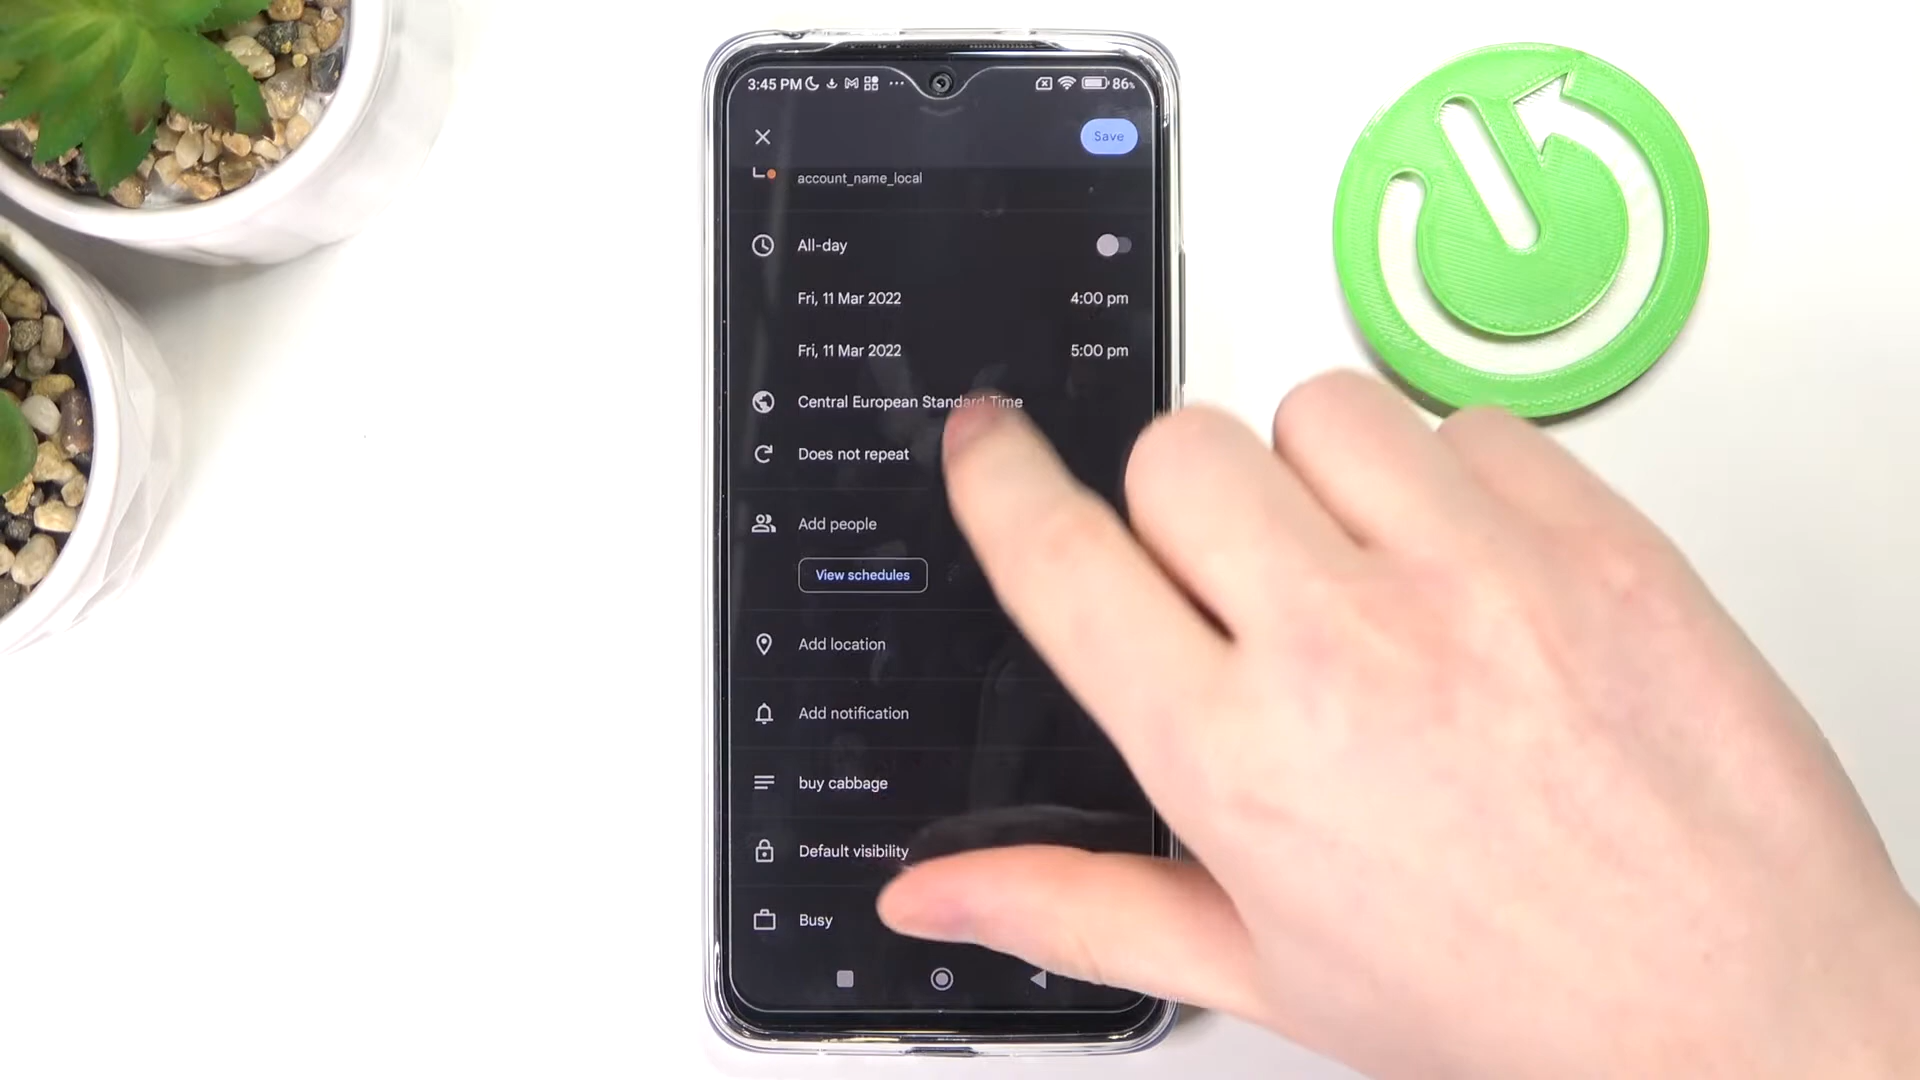 3:45 PM 86%
Save
account_name_local
All-day
Fri, 11 Mar 2022 4:00 pm
Fri, 11 Mar 2022 5:00 pm
Central European Standard Time
Does not repeat
Add people
View schedules
Add location
Add notification
buy cabbage
Default visibility
Busy